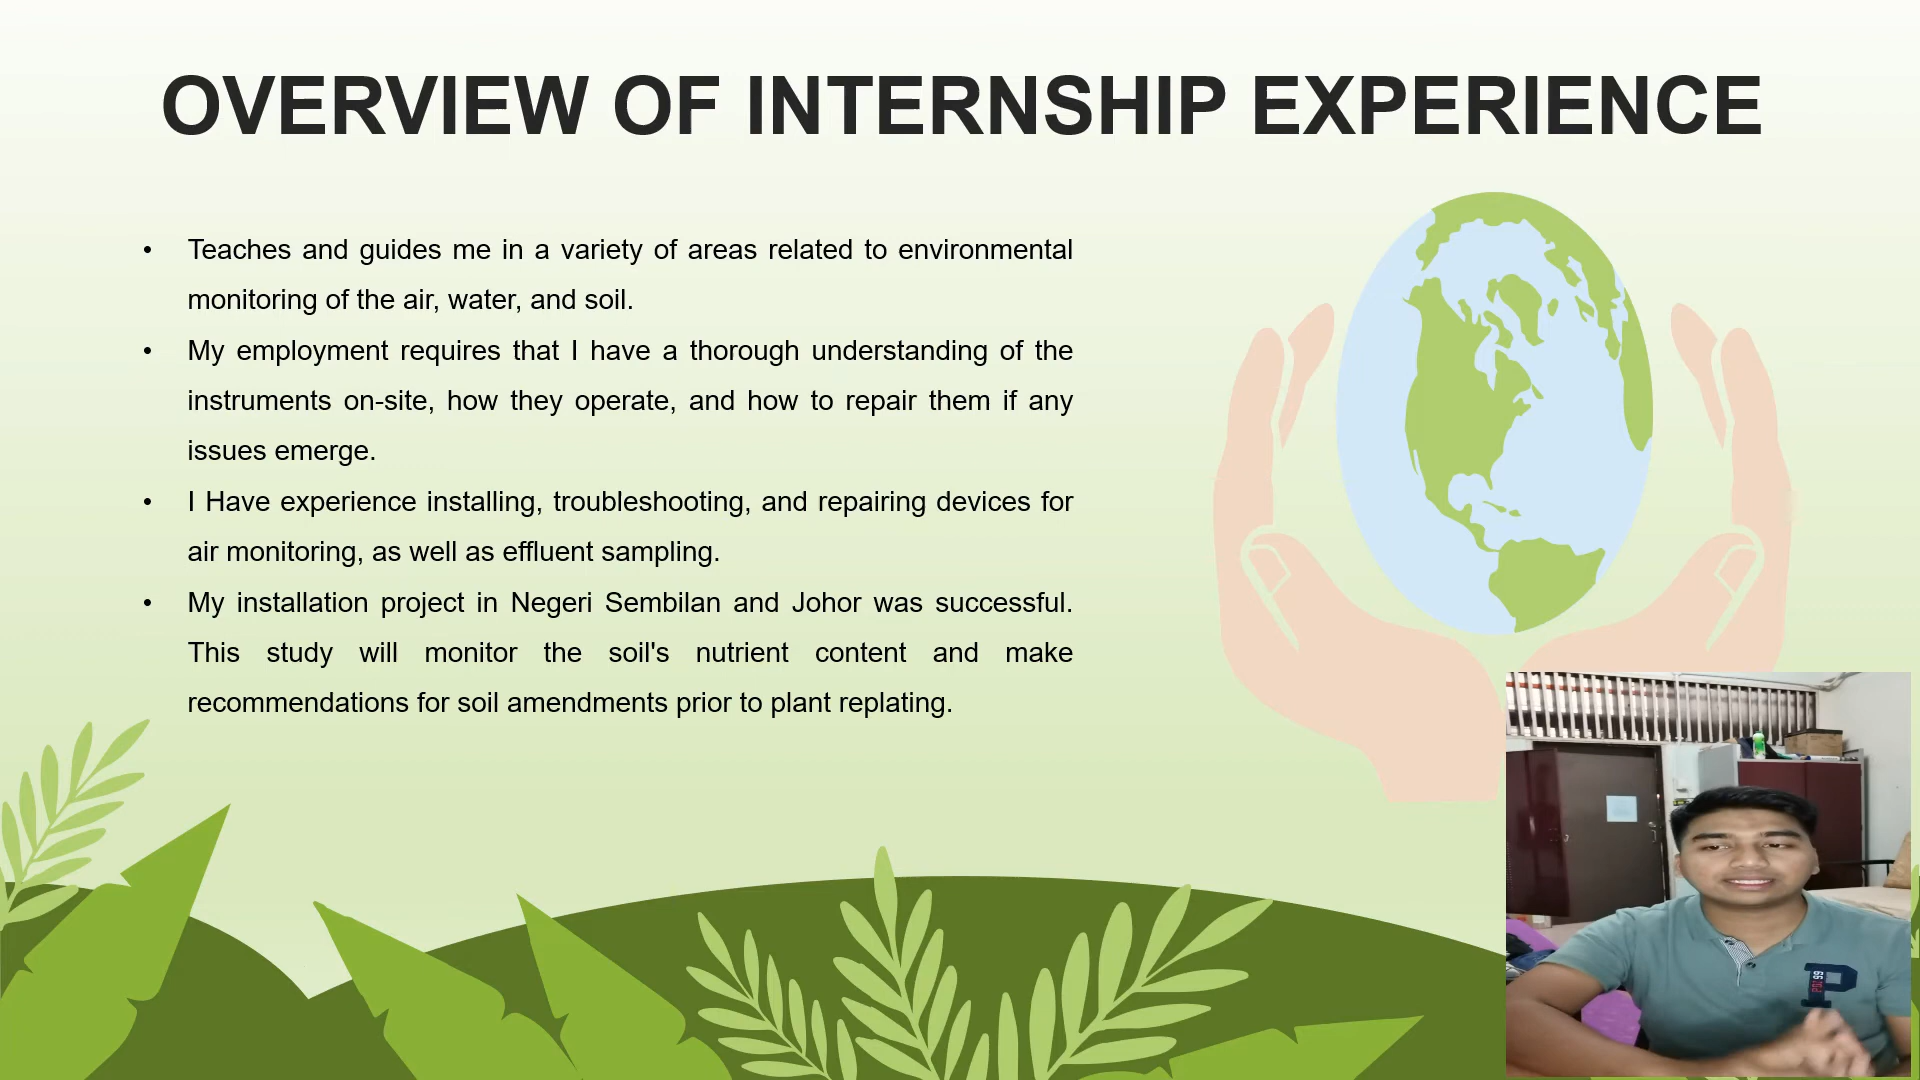 OVERVIEW OF INTERNSHIP EXPERIENCE
• Teaches and guides me in a variety of areas related to environmental
monitoring of the air, water, and soil.
• My employment requires that I have a thorough understanding of the
instruments on-site, how they operate, and how to repair them if any
issues emerge.
• I Have experience installing, troubleshooting, and repairing devices for
air monitoring, as well as effluent sampling.
• My installation project in Negeri Sembilan and Johor was successful.
This study will monitor the soil's nutrient content and make
recommendations for soil amendments prior to plant replating.